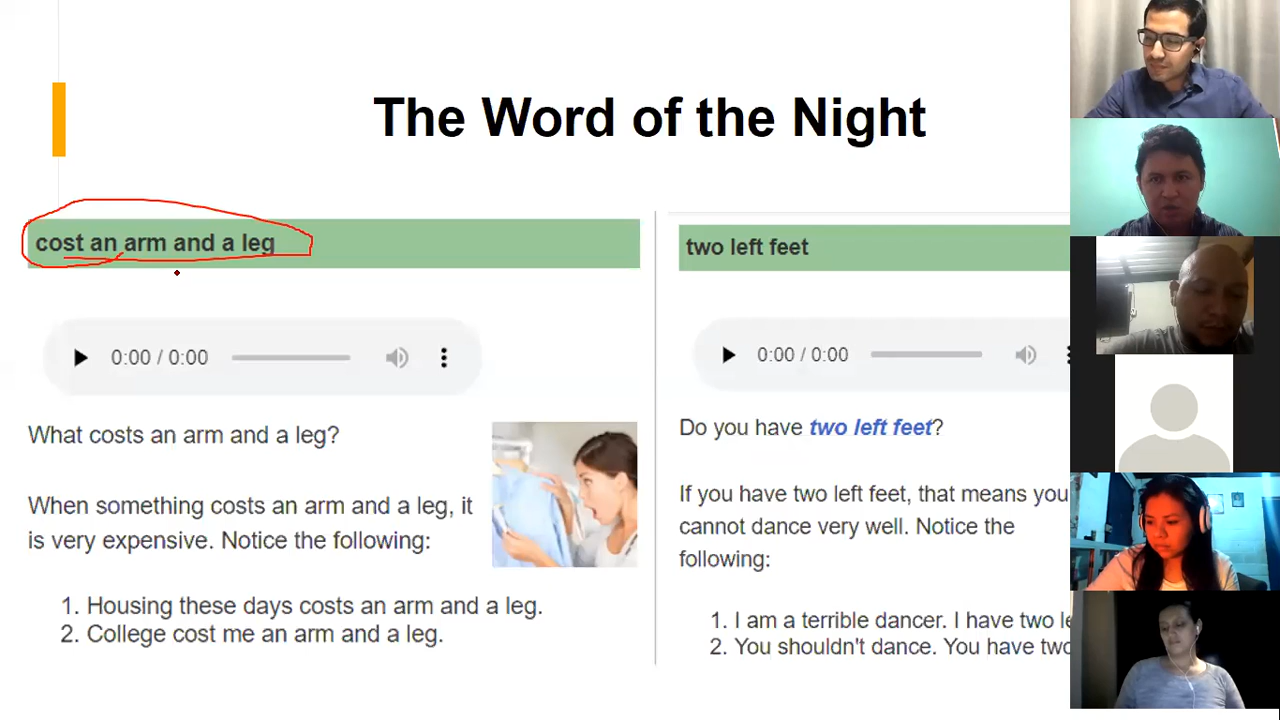 The Word of the Night
cost an arm and a leg
0:00 / 0:00
What costs an arm and a leg?
When something costs an arm and a leg, it
is very expensive. Notice the following:
1. Housing these days costs an arm and a leg.
2. College cost me an arm and a leg.
two left feet
0:00 / 0:00
Do you have two left feet?
If you have two left feet, that means you
cannot dance very well. Notice the
following:
1. I am a terrible dancer. I have two
2. You shouldn't dance. You have two